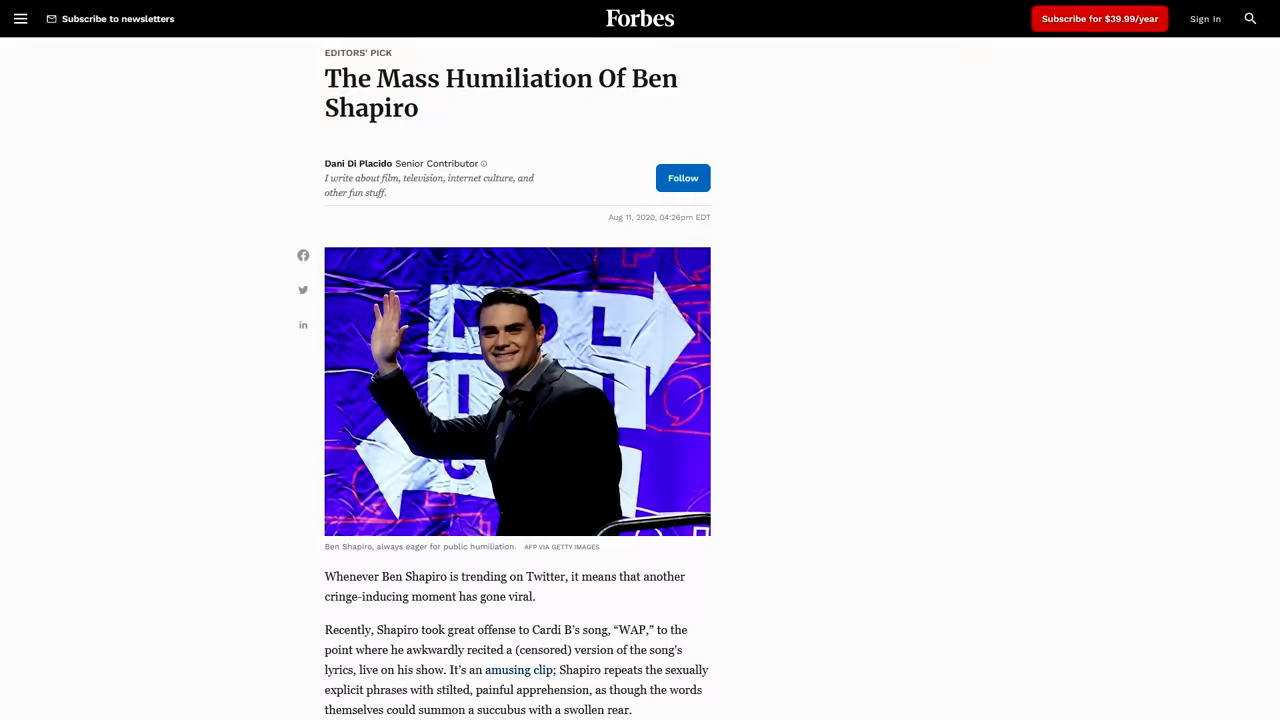 Subscribe to newsletters
Forbes
Subscribe for $39.99/year
Sign In
EDITORS' PICK
The Mass Humiliation Of Ben
Shapiro
Dani Di Placido Senior Contributor
I write about film, television, internet culture, and
other fun stuff.
Follow
Aug 11, 2020, 04:26pm EDT
Ben Shapiro, always eager for public humiliation. AFP VIA GETTY IMAGES
Whenever Ben Shapiro is trending on Twitter, it means that another
cringe-inducing moment has gone viral.
Recently, Shapiro took great offense to Cardi B's song, “WAP,” to the
point where he awkwardly recited a (censored) version of the song's
lyrics, live on his show. It’s an amusing clip; Shapiro repeats the sexually
explicit phrases with stilted, painful apprehension, as though the words
themselves could summon a succubus with a swollen rear.